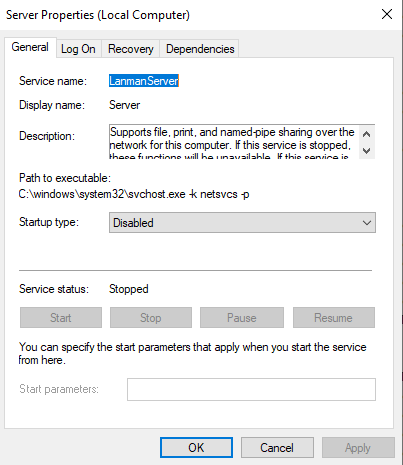 Server Properties (Local Computer)
General Log On Recovery Dependencies
Service name: LanmanServer
Display name: Server
Description: Supports file, print, and named-pipe sharing over the
network for this computer. If this service is stopped,
these functions will be unavailable. If this service is
Path to executable:
C:\windows\system32\svchost.exe -k netsvcs -p
Startup type: Disabled
Service status: Stopped
Start Stop Pause Resume
You can specify the start parameters that apply when you start the service
from here.
Start parameters:
OK Cancel Apply